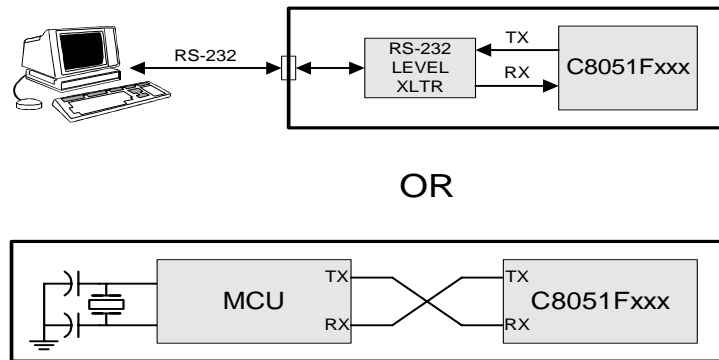 RS-232
RS-232
LEVEL
XLTR
TX
RX
C8051Fxxx
OR
MCU
TX
RX
TX
RX
C8051Fxxx